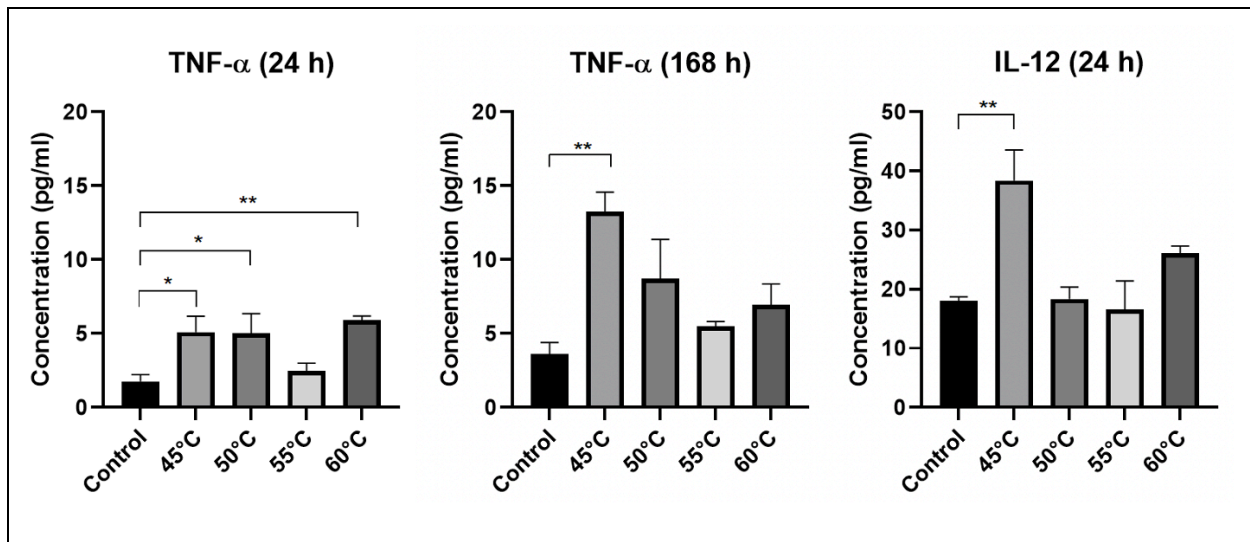 TNF-α (24 h)
Concentration (pg/ml)
20
15
10
5
0
**
*
*
Control
45°C
50°C
55°C
60°C
TNF-α (168 h)
Concentration (pg/ml)
20
15
10
5
0
**
Control
45°C
50°C
55°C
60°C
IL-12 (24 h)
Concentration (pg/ml)
50
40
30
20
10
0
**
Control
45°C
50°C
55°C
60°C